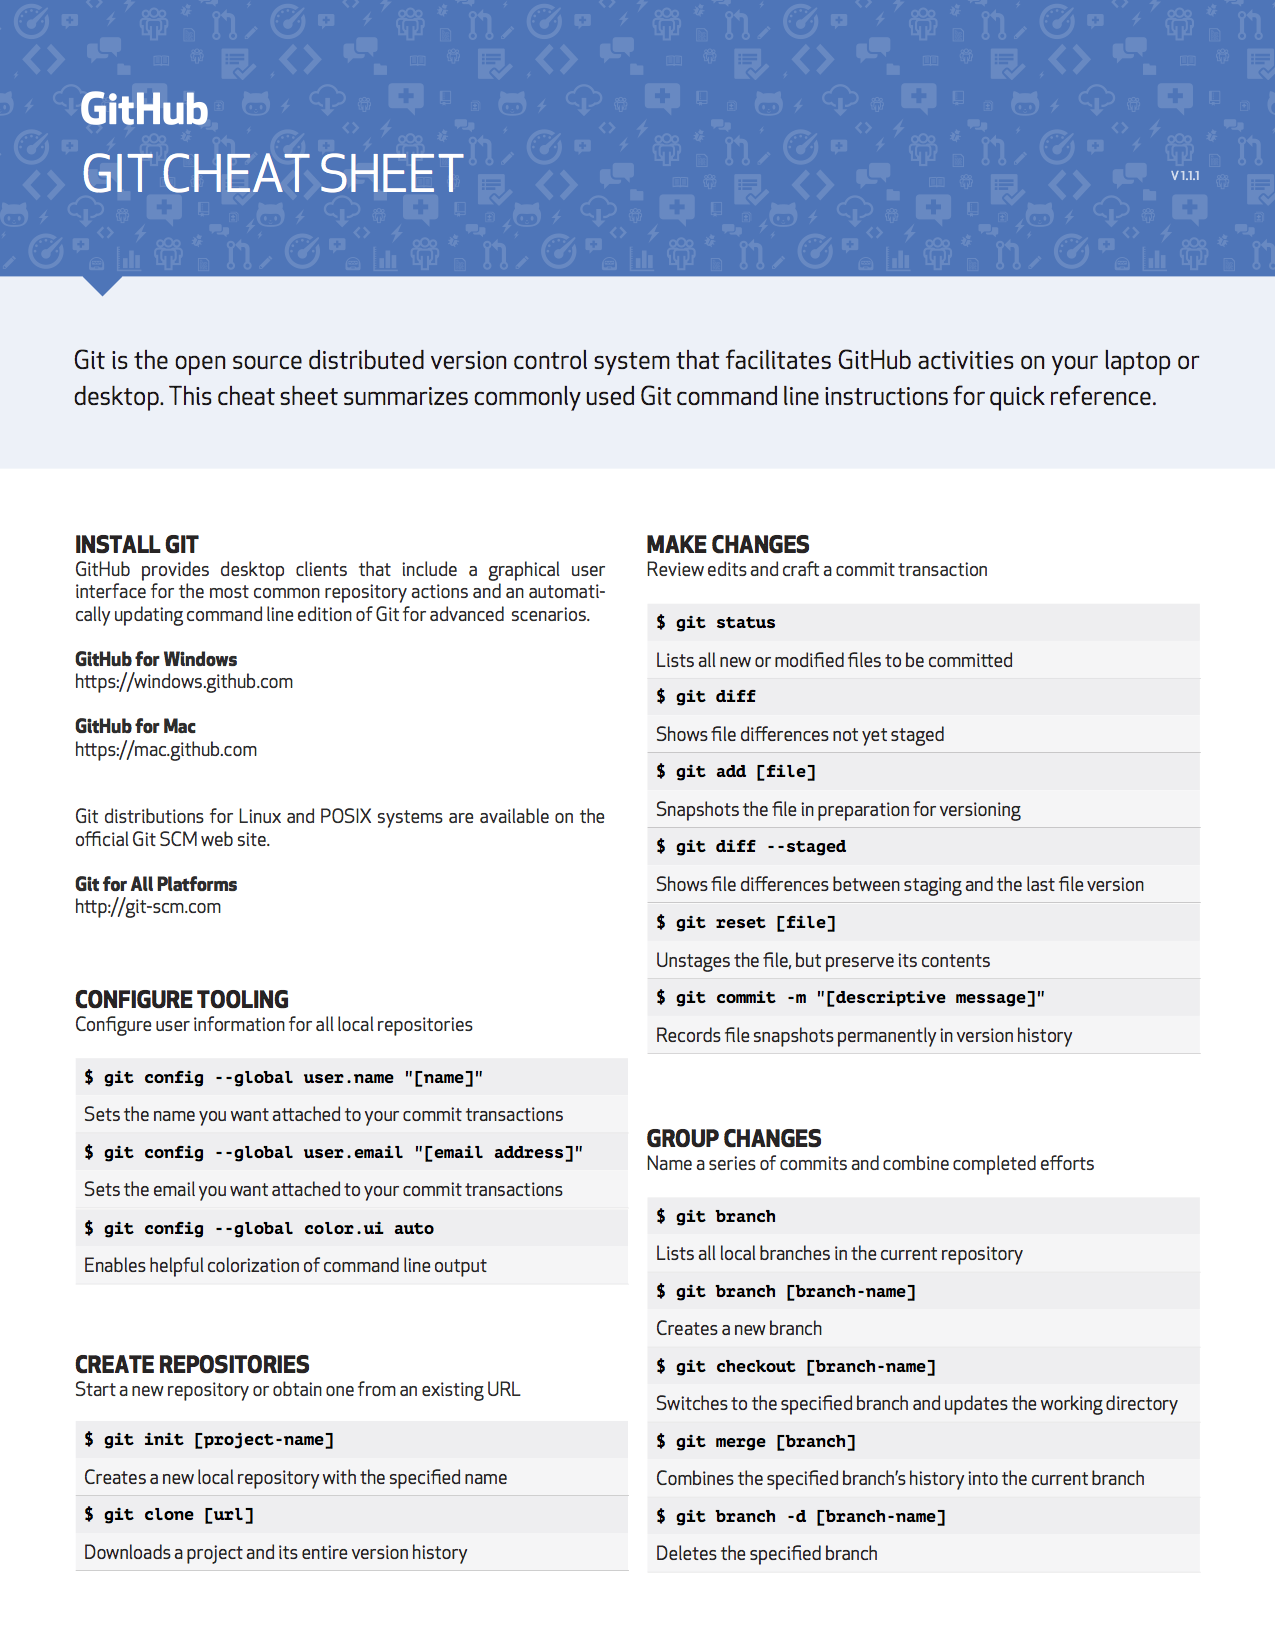 GitHub
GIT CHEAT SHEET
V 1.1.1
Git is the open source distributed version control system that facilitates GitHub activities on your laptop or
desktop. This cheat sheet summarizes commonly used Git command line instructions for quick reference.
INSTALL GIT
GitHub provides desktop clients that include a graphical user
interface for the most common repository actions and an automati-
cally updating command line edition of Git for advanced scenarios.
GitHub for Windows
https://windows.github.com
GitHub for Mac
https://mac.github.com
Git distributions for Linux and POSIX systems are available on the
official Git SCM web site.
Git for All Platforms
http://git-scm.com
CONFIGURE TOOLING
Configure user information for all local repositories
$ git config --global user.name "[name]"
Sets the name you want attached to your commit transactions
$ git config --global user.email "[email address]"
Sets the email you want attached to your commit transactions
$ git config --global color.ui auto
Enables helpful colorization of command line output
CREATE REPOSITORIES
Start a new repository or obtain one from an existing URL
$ git init [project-name]
Creates a new local repository with the specified name
$ git clone [url]
Downloads a project and its entire version history
MAKE CHANGES
Review edits and craft a commit transaction
$ git status
Lists all new or modified files to be committed
$ git diff
Shows file differences not yet staged
$ git add [file]
Snapshots the file in preparation for versioning
$ git diff --staged
Shows file differences between staging and the last file version
$ git reset [file]
Unstages the file, but preserve its contents
$ git commit -m "[descriptive message]"
Records file snapshots permanently in version history
GROUP CHANGES
Name a series of commits and combine completed efforts
$ git branch
Lists all local branches in the current repository
$ git branch [branch-name]
Creates a new branch
$ git checkout [branch-name]
Switches to the specified branch and updates the working directory
$ git merge [branch]
Combines the specified branch’s history into the current branch
$ git branch -d [branch-name]
Deletes the specified branch